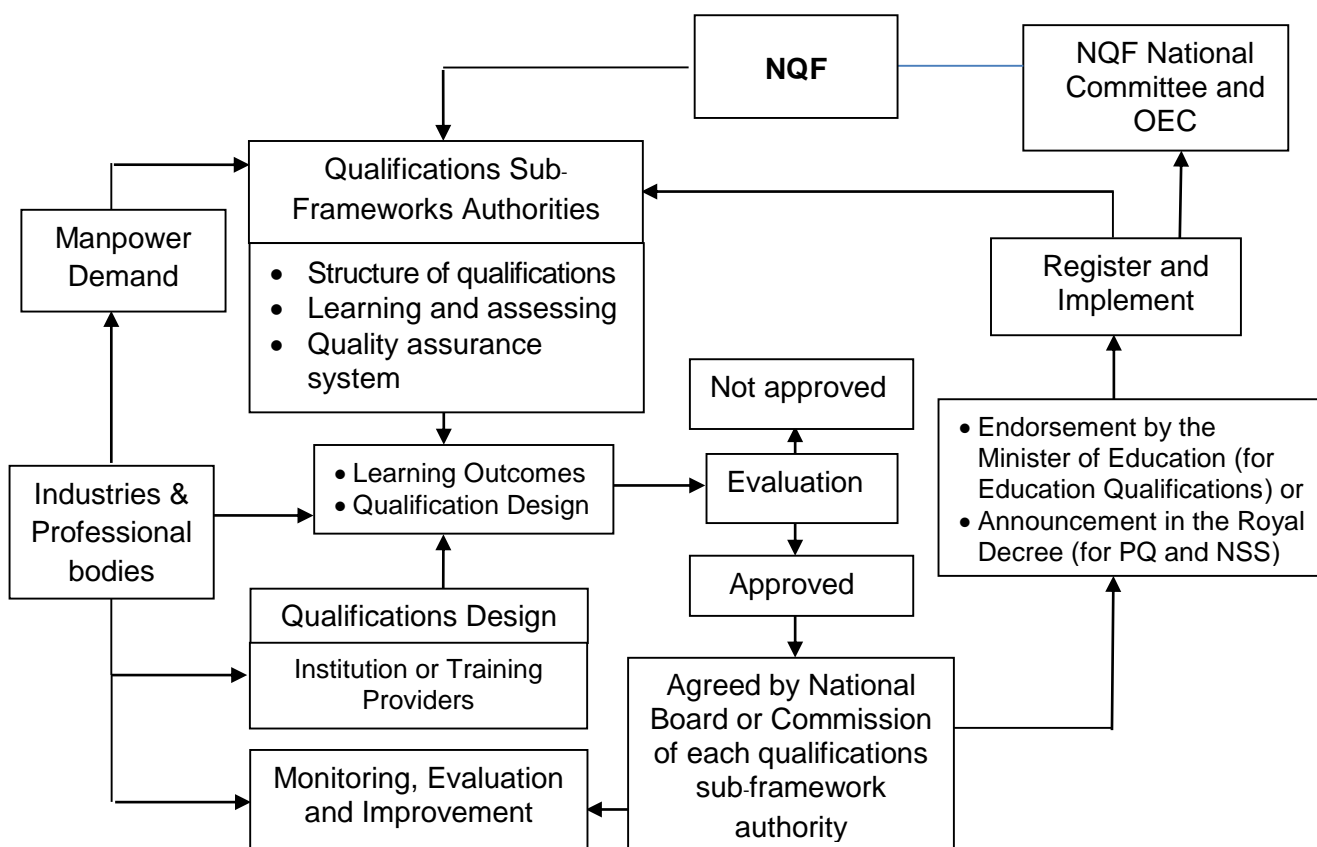 NQF
NQF National
Committee and
OEC
Qualifications Sub-
Frameworks Authorities
Manpower
Demand
• Structure of qualifications
• Learning and assessing
• Quality assurance
system
Register and
Implement
Not approved
• Endorsement by the
Minister of Education (for
Education Qualifications) or
• Announcement in the Royal
Decree (for PQ and NSS)
Industries &
Professional
bodies
• Learning Outcomes
• Qualification Design
Evaluation
Approved
Qualifications Design
Institution or Training
Providers
Agreed by National
Board or Commission
of each qualifications
sub-framework
authority
Monitoring, Evaluation
and Improvement